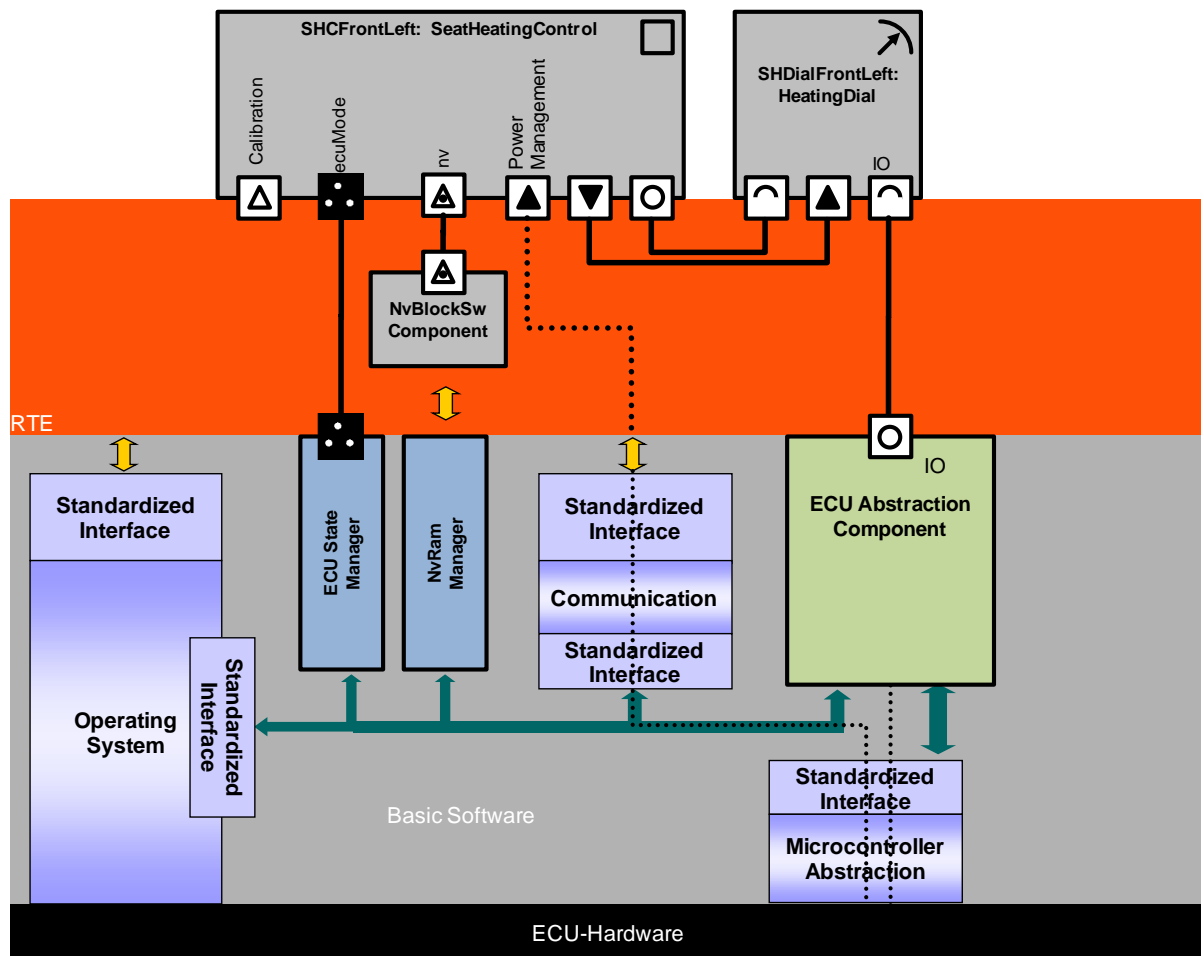 SHCFrontLeft: SeatHeatingControl
SHDialFrontLeft:
HeatingDial
Calibration
ecuMode
nv
Power
Management
IO
NvBlockSw
Component
RTE
IO
Standardized
Interface
ECU State
Manager
NvRam
Manager
Standardized
Interface
ECU Abstraction
Component
Communication
Standardized
Interface
Standardized
Interface
Operating
System
Standardized
Interface
Basic Software
Microcontroller
Abstraction
ECU-Hardware